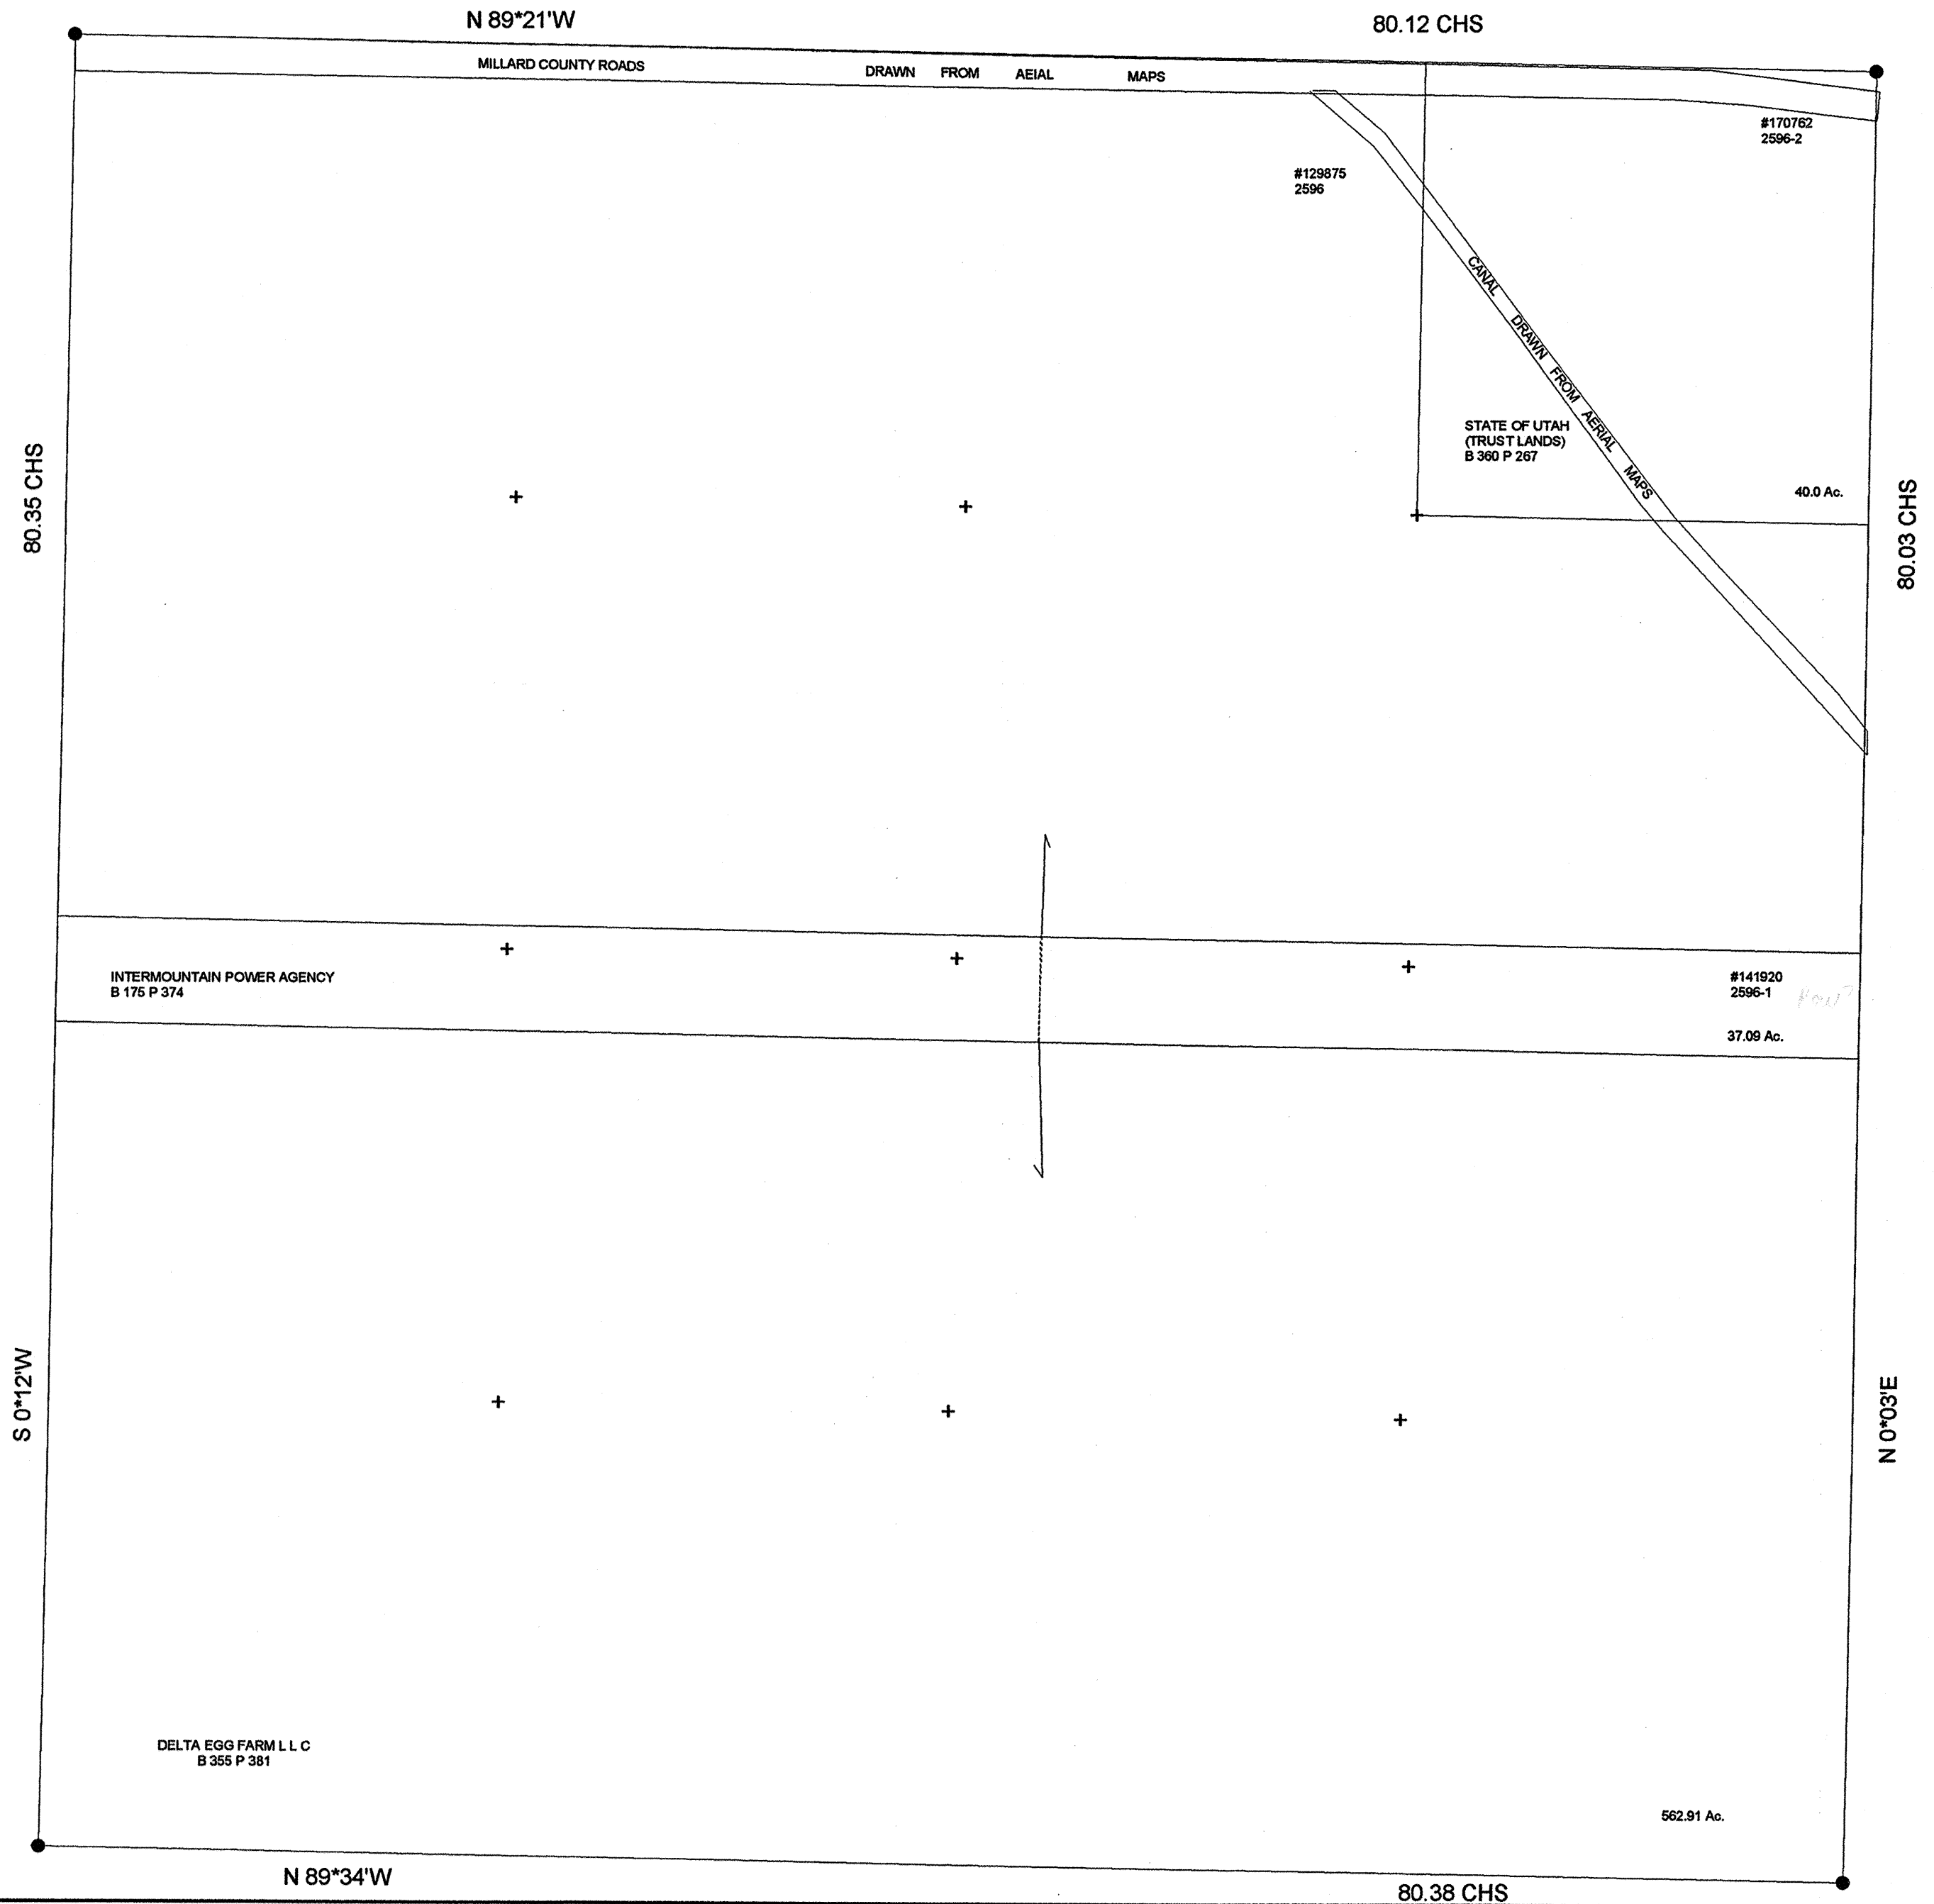 N 89*21'W
80.12 CHS
MILLARD COUNTY ROADS DRAWN FROM AEIAL MAPS
#170762
2596-2
#129875
2596
CANAL DRAWN FROM AERIAL MAPS
STATE OF UTAH
(TRUST LANDS)
B 360 P 267
40.0 Ac.
80.35 CHS
80.03 CHS
INTERMOUNTAIN POWER AGENCY
B 175 P 374
#141920
2596-1
37.09 Ac.
S 0*12'W
N 0*03'E
DELTA EGG FARM L L C
B 355 P 381
562.91 Ac.
N 89*34'W
80.38 CHS